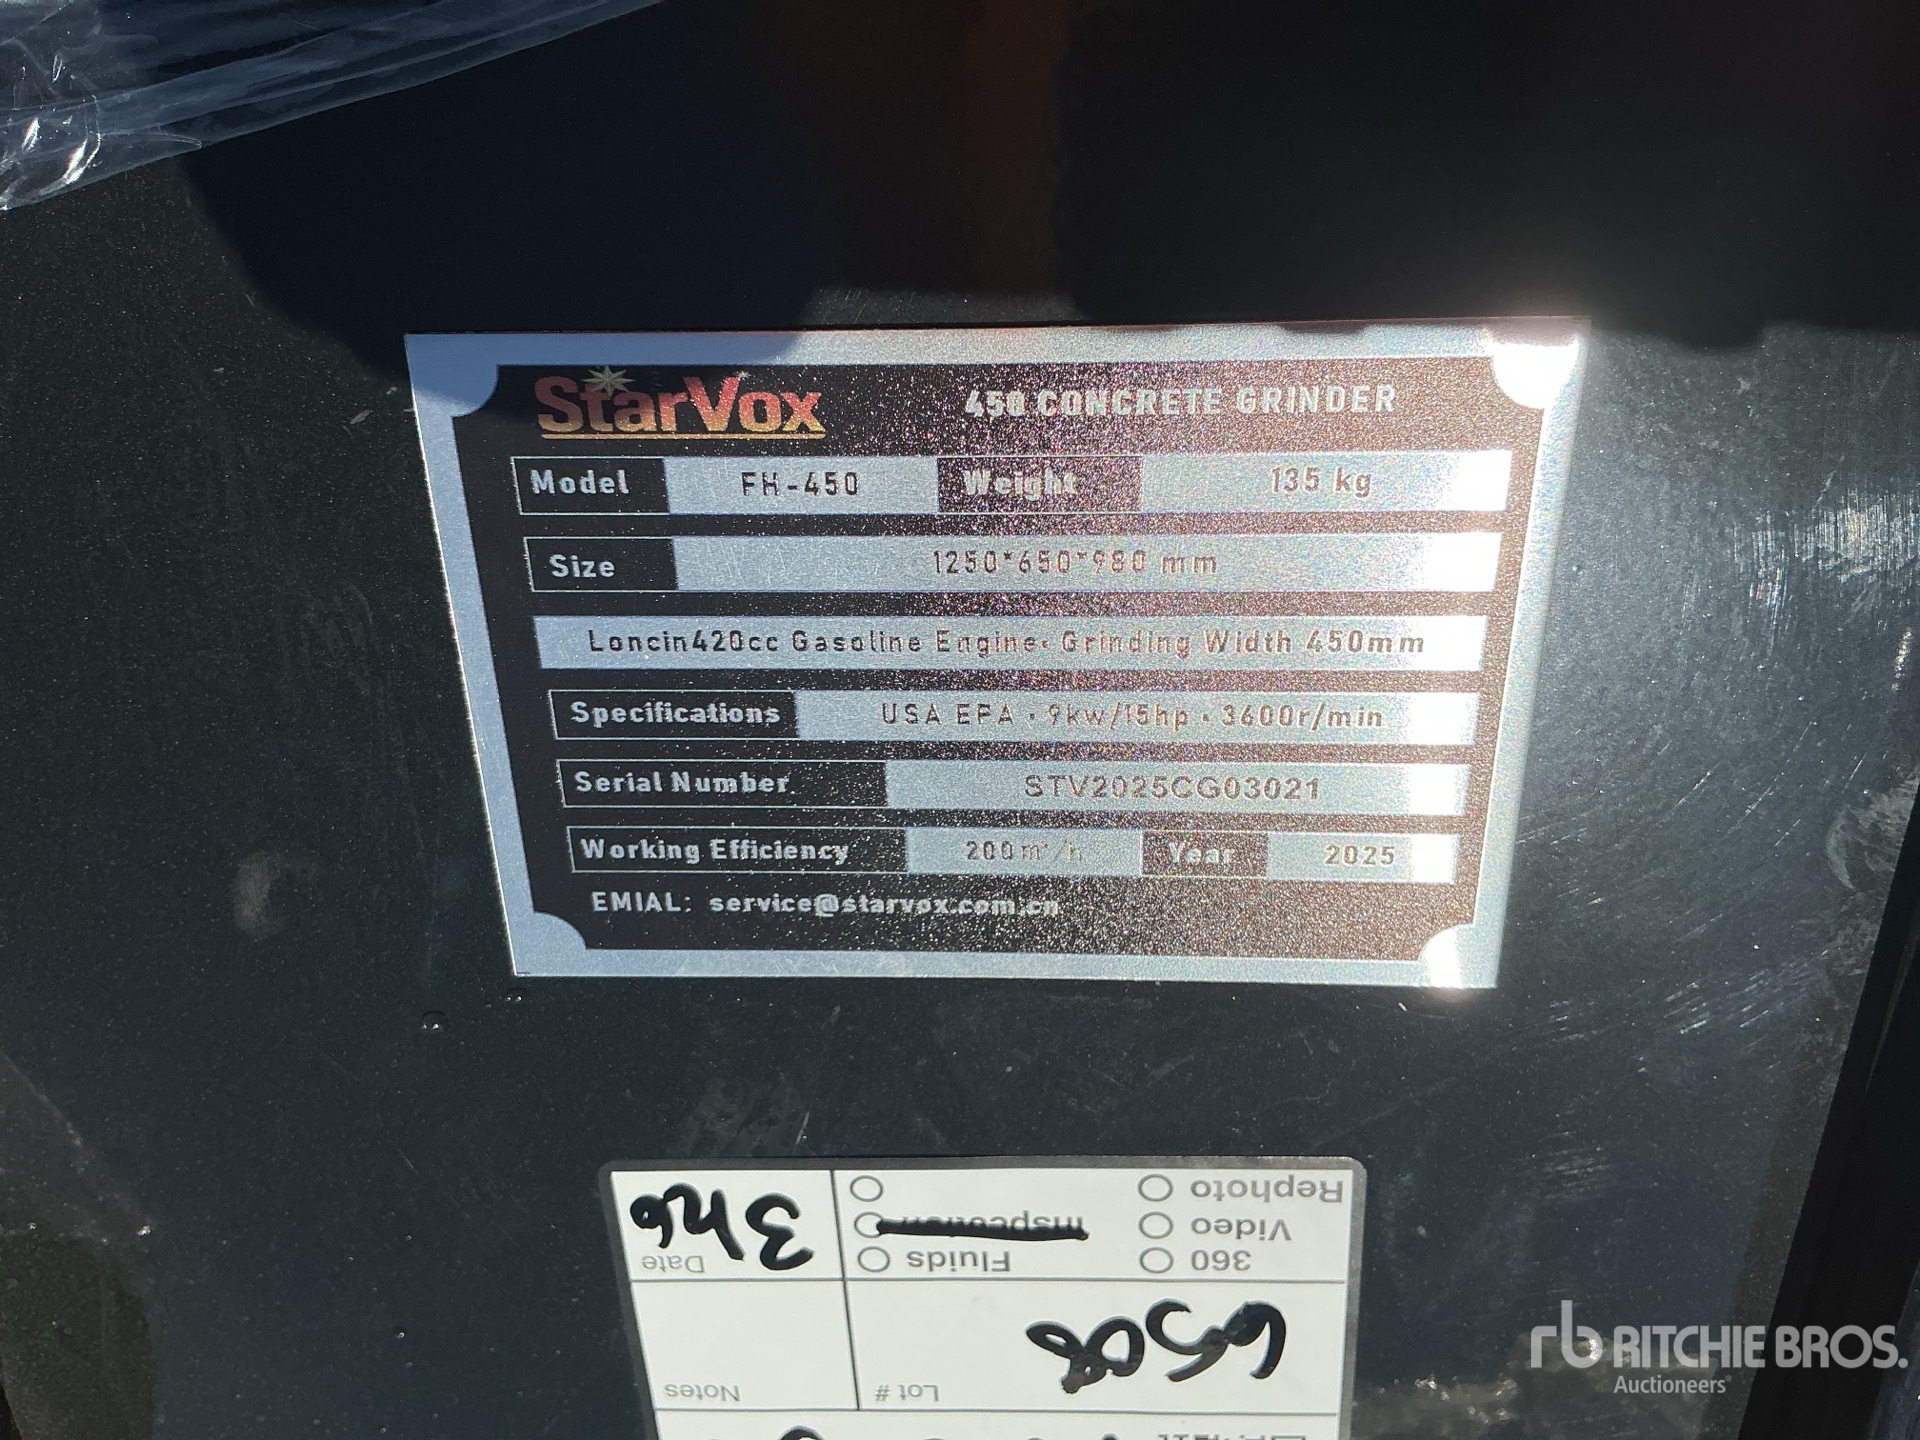 StarVox 450 CONCRETE GRINDER
Model FH-450 Weight 135 kg
Size 1250*650*980 mm
Loncin420cc Gasoline Engine· Grinding Width 450mm
Specifications USA EPA · 9kw/15hp · 3600r/min
Serial Number STV2025CG03021
Working Efficiency 200m²/h Year 2025
EMIAL: service@starvox.com.cn
Lot # 6508
Notes
360 Fluids
Video Inspection
Rephoto
Date
rb RITCHIE BROS.
Auctioneers